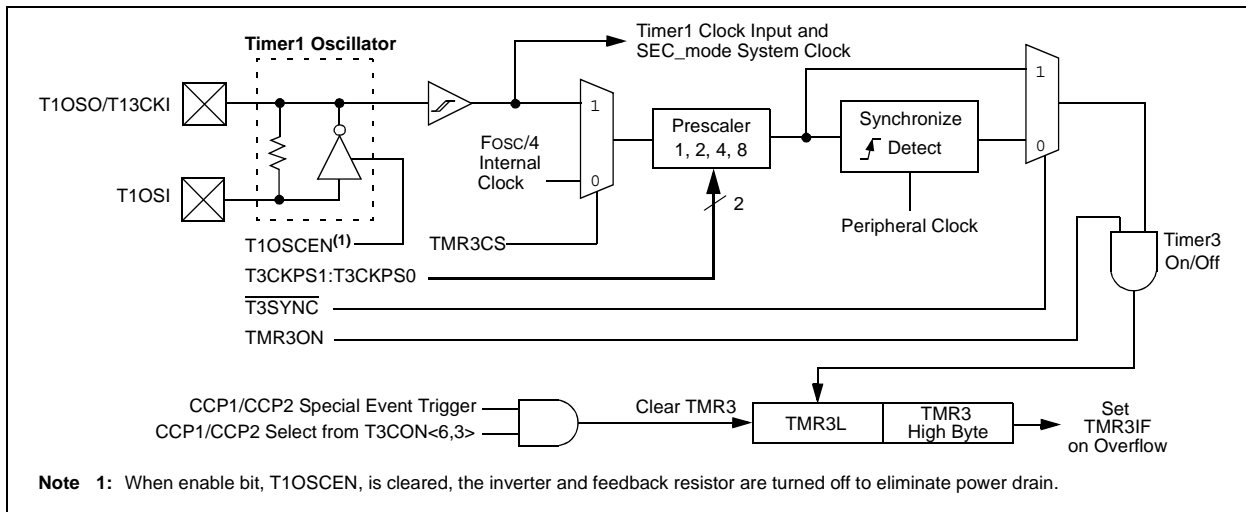 Timer1 Oscillator
Timer1 Clock Input and
SEC_mode System Clock
T1OSO/T13CKI
1
FOSC/4
Internal
Clock
0
Prescaler
1, 2, 4, 8
Synchronize
Detect
1
0
T1OSI
2
Peripheral Clock
T1OSCEN(1)
TMR3CS
Timer3
On/Off
T3CKPS1:T3CKPS0
T3SYNC
TMR3ON
CCP1/CCP2 Special Event Trigger
CCP1/CCP2 Select from T3CON<6,3>
Clear TMR3
TMR3L
TMR3
High Byte
Set
TMR3IF
on Overflow
Note 1: When enable bit, T1OSCEN, is cleared, the inverter and feedback resistor are turned off to eliminate power drain.